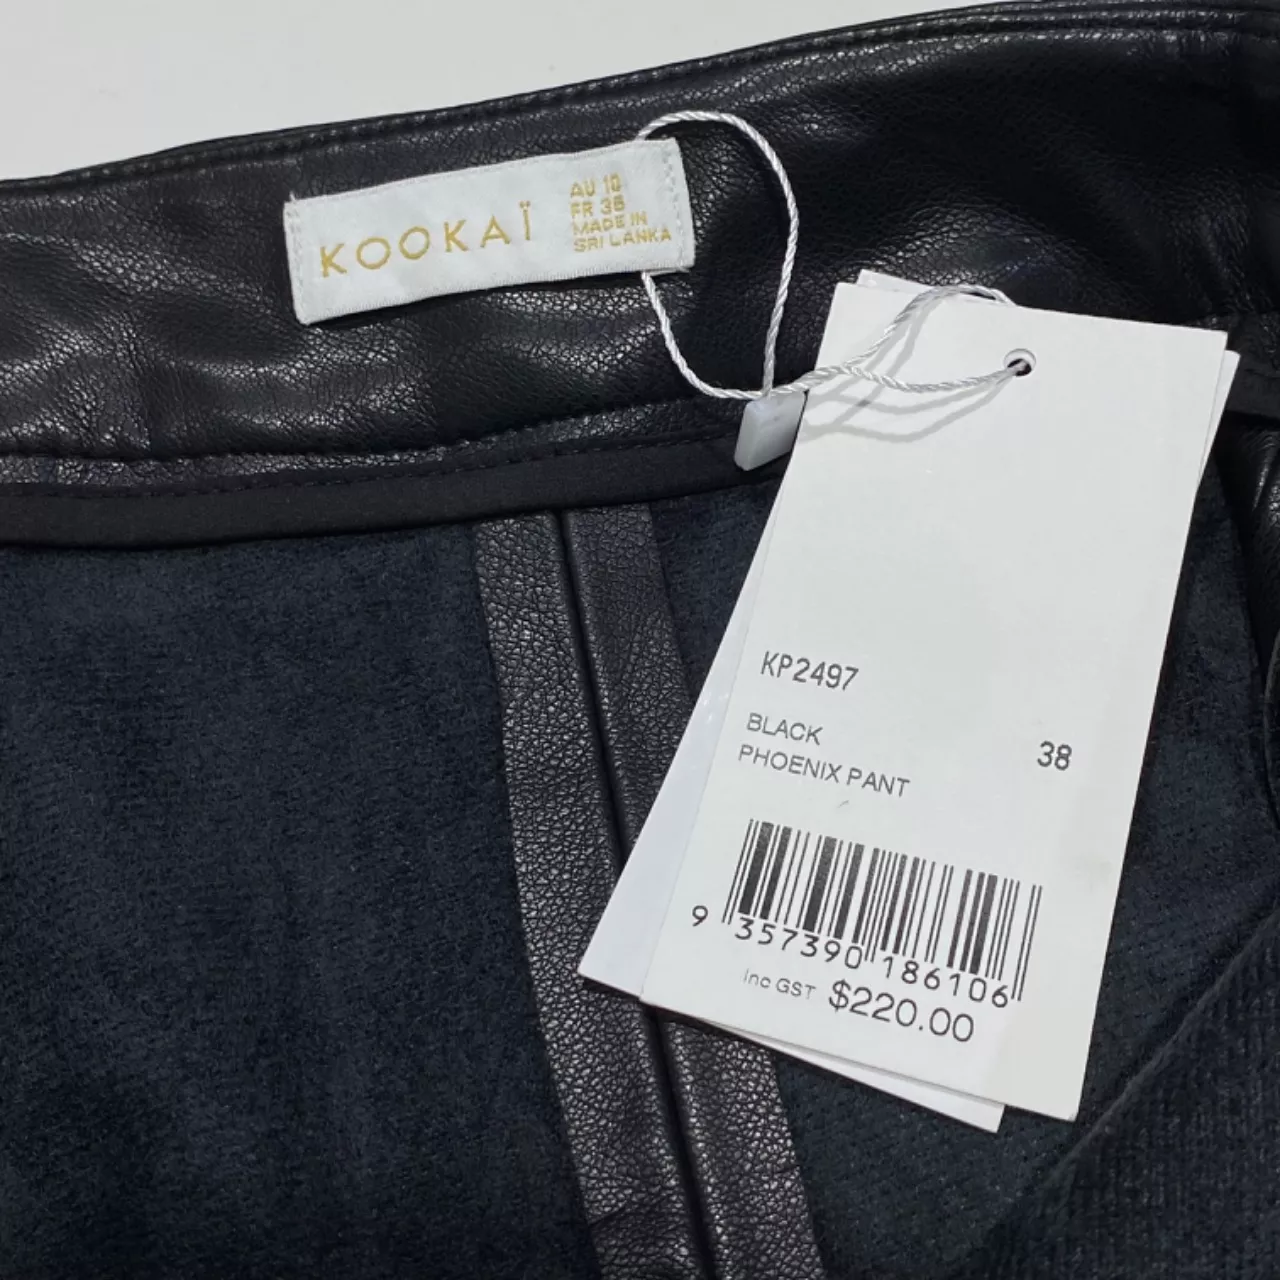 KOOKAÏ
AU 10
FR 38
MADE IN
SRI LANKA
KP2497
BLACK
PHOENIX PANT
38
9 357390 186106
Inc GST $220.00